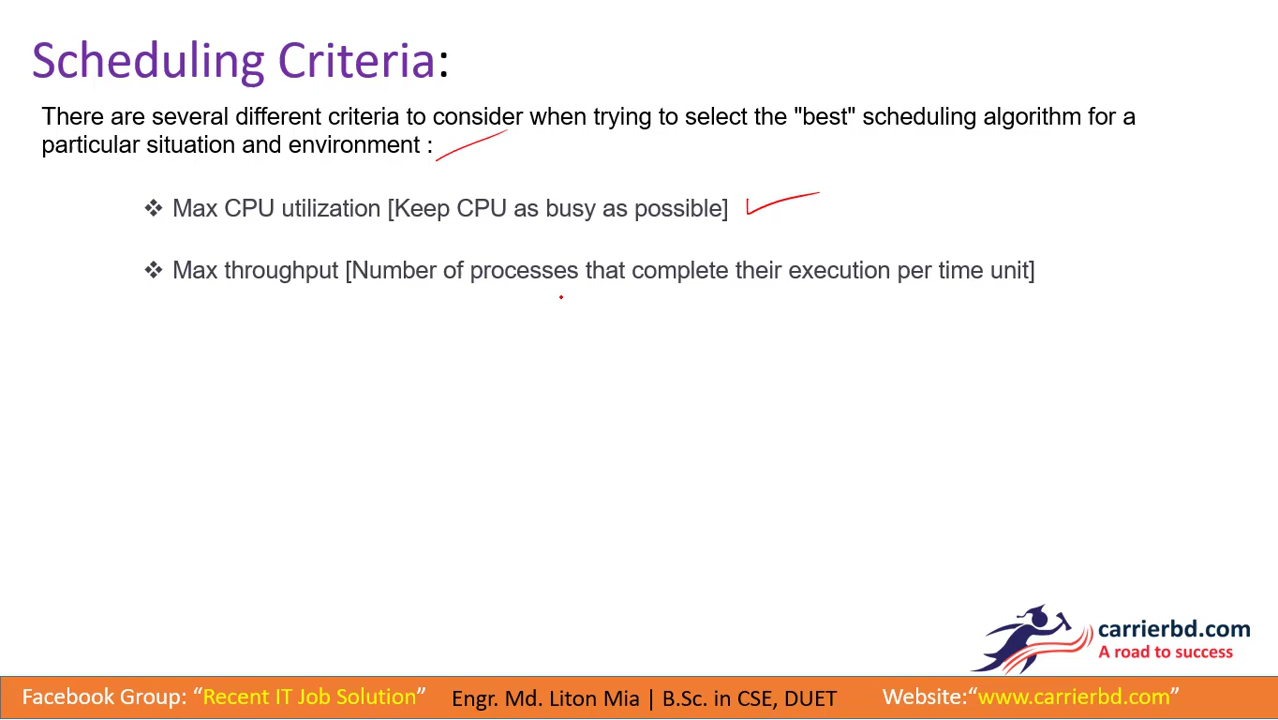 Scheduling Criteria:
There are several different criteria to consider when trying to select the "best" scheduling algorithm for a
particular situation and environment :
❖ Max CPU utilization [Keep CPU as busy as possible]
❖ Max throughput [Number of processes that complete their execution per time unit]
carrierbd.com
A road to success
Facebook Group: “Recent IT Job Solution” Engr. Md. Liton Mia | B.Sc. in CSE, DUET Website:“www.carrierbd.com”